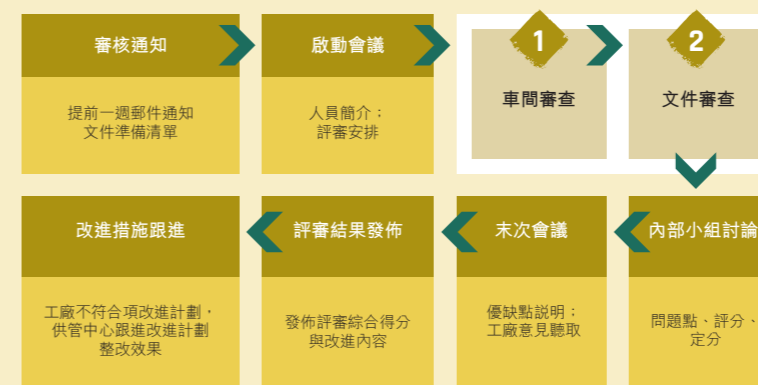 審核通知
提前一週郵件通知
文件準備清單
啟動會議
人員簡介：
評審安排
1
車間審查
2
文件審查
內部小組討論
問題點、評分、
定分
末次會議
優缺點說明：
工廠意見聽取
評審結果發佈
發佈評審綜合得分
與改進內容
改進措施跟進
工廠不符合項改進計劃，
供管中心跟進改進計劃
整改效果